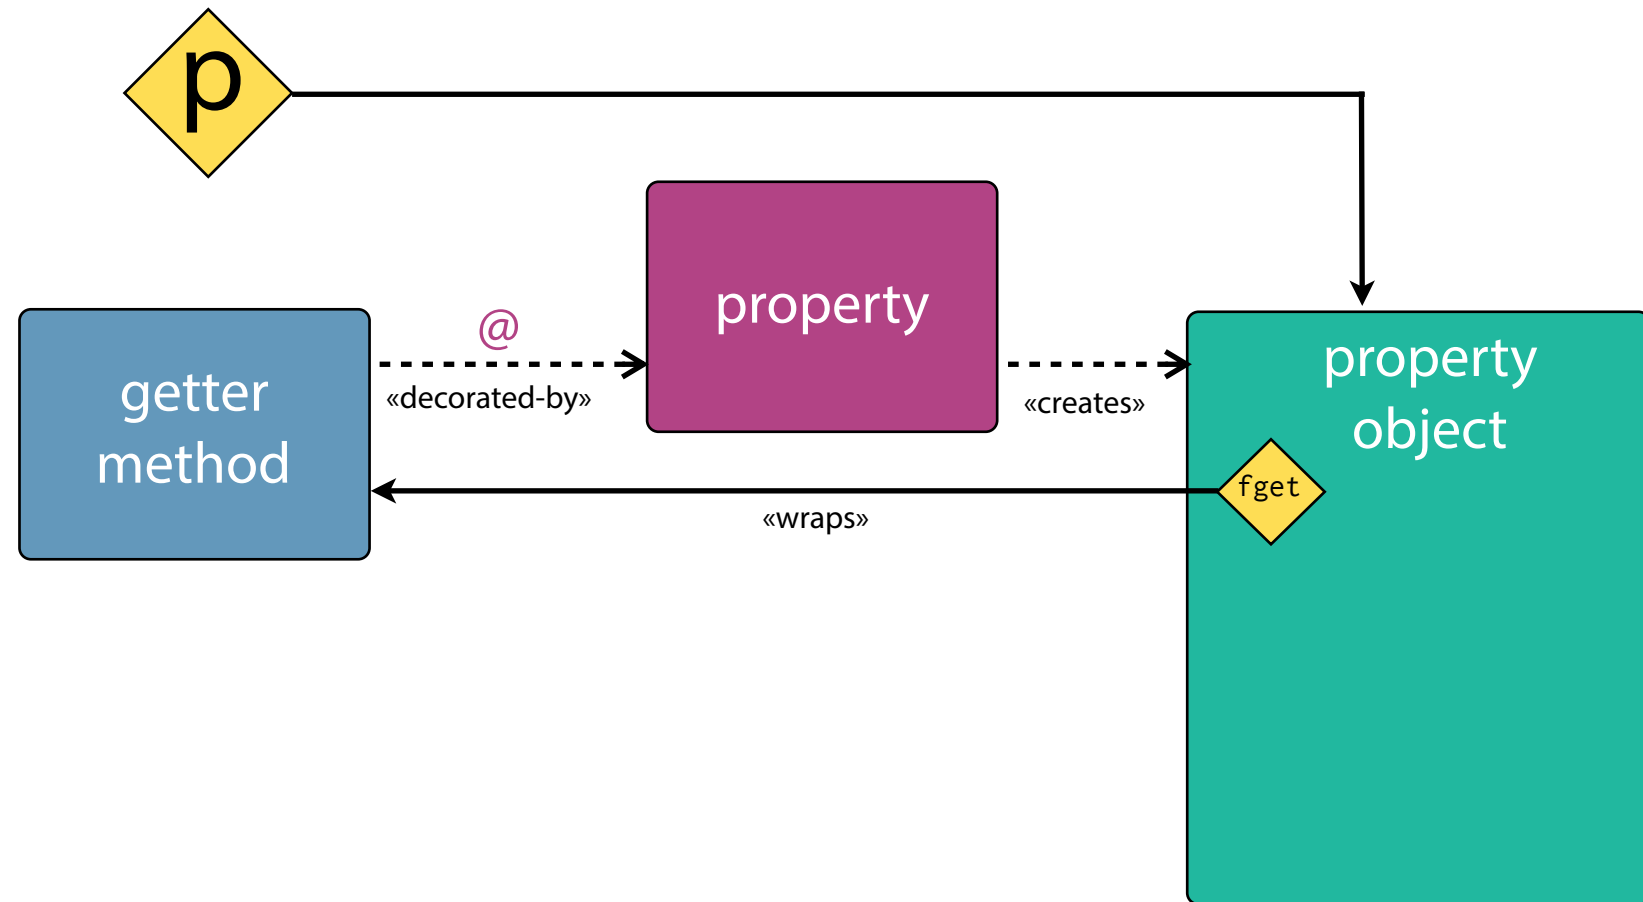 p
property
@
«decorated-by»
getter
method
«creates»
property
object
fget
«wraps»